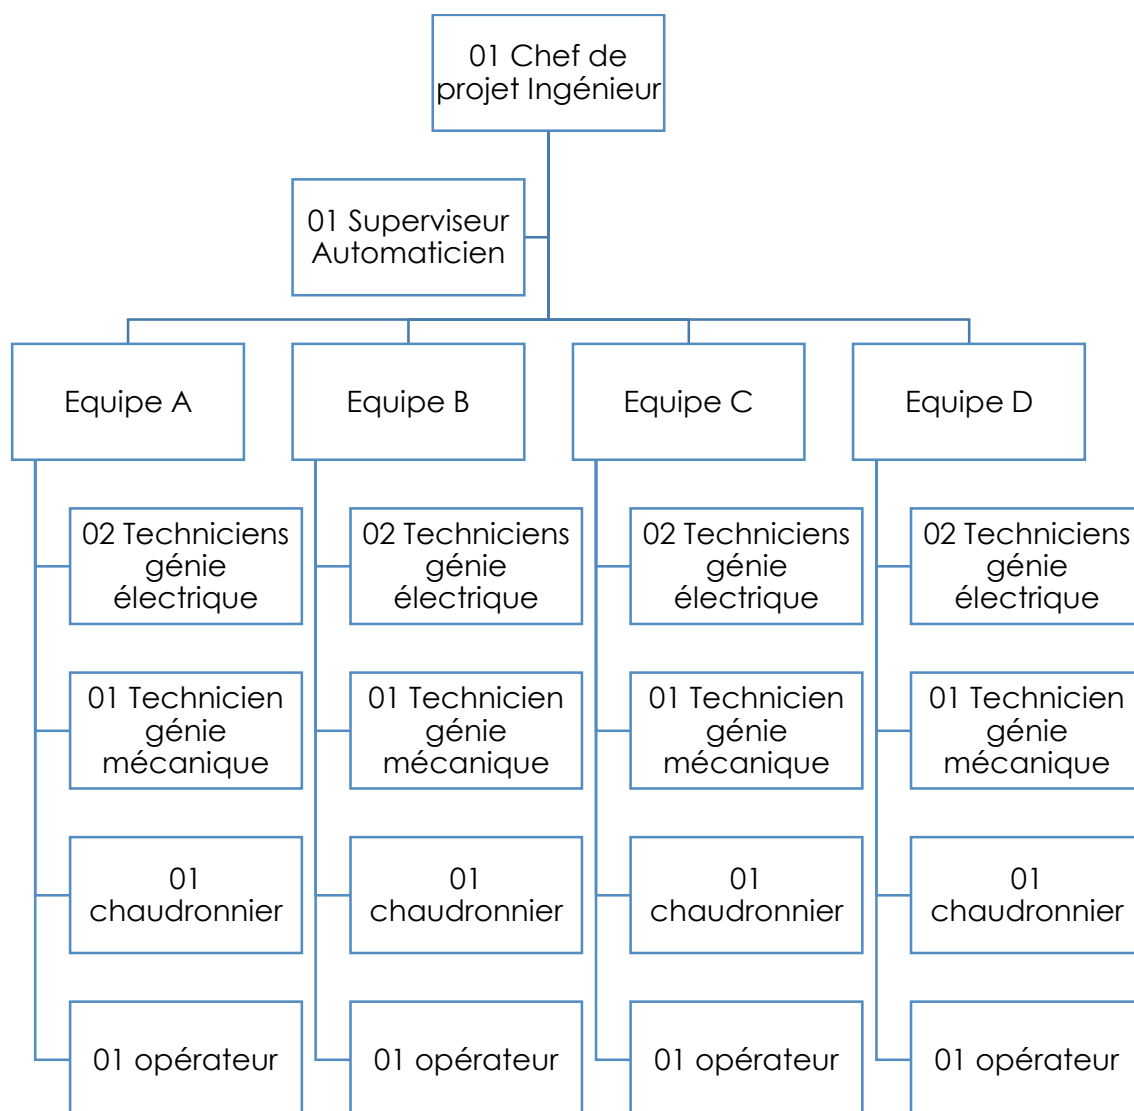 01 Chef de
projet Ingénieur
01 Superviseur
Automaticien
Equipe A
Equipe B
Equipe C
Equipe D
02 Techniciens
génie
électrique
02 Techniciens
génie
électrique
02 Techniciens
génie
électrique
02 Techniciens
génie
électrique
01 Technicien
génie
mécanique
01 Technicien
génie
mécanique
01 Technicien
génie
mécanique
01 Technicien
génie
mécanique
01
chaudronnier
01
chaudronnier
01
chaudronnier
01
chaudronnier
01 opérateur
01 opérateur
01 opérateur
01 opérateur